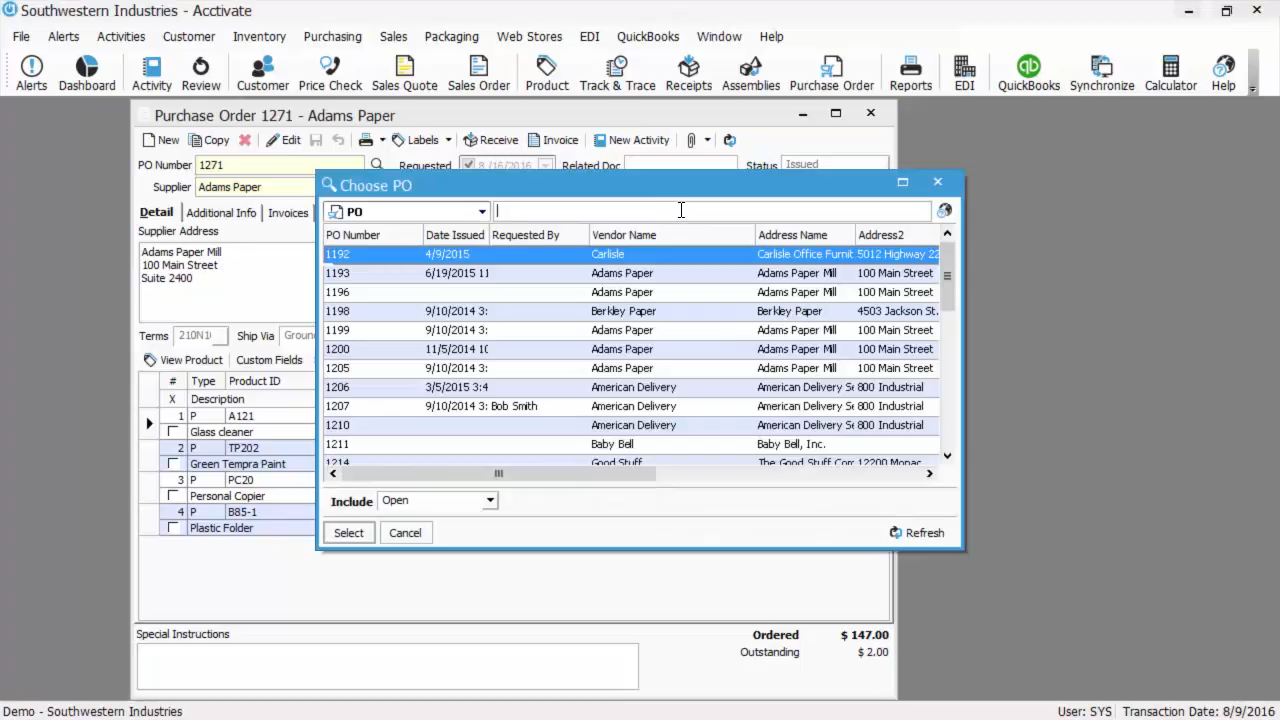 Southwestern Industries - Acctivate
File Alerts Activities Customer Inventory Purchasing Sales Packaging Web Stores EDI QuickBooks Window Help
Alerts Dashboard Activity Review Customer Price Check Sales Quote Sales Order Product Track & Trace Receipts Assemblies Purchase Order Reports EDI QuickBooks Synchronize Calculator Help
Purchase Order 1271 - Adams Paper
New Copy Edit Labels Receive Invoice New Activity
PO Number 1271 Requested 8/16/2016 Related Doc Status Issued
Supplier Adams Paper
Choose PO
Detail Additional Info Invoices
PO
Supplier Address
PO Number Date Issued Requested By Vendor Name Address Name Address2
Adams Paper Mill
100 Main Street
Suite 2400
1192 4/9/2015 Carlisle Carlisle Office Furnit 5012 Highway 22
1193 6/19/2015 11 Adams Paper Adams Paper Mill 100 Main Street
1196 Adams Paper Adams Paper Mill 100 Main Street
1198 9/10/2014 3: Berkley Paper Berkley Paper 4503 Jackson St.
1199 9/10/2014 3: Adams Paper Adams Paper Mill 100 Main Street
1200 11/5/2014 10 Adams Paper Adams Paper Mill 100 Main Street
1205 9/10/2014 3: Adams Paper Adams Paper Mill 100 Main Street
1206 3/5/2015 3:4 American Delivery American Delivery Se 800 Industrial
1207 9/10/2014 3: Bob Smith American Delivery American Delivery Se 800 Industrial
1210 American Delivery American Delivery Se 800 Industrial
1211 Baby Bell Baby Bell, Inc.
1214 Good Stuff The Good Stuff Com 12200 Mopac
Terms 210N1 Ship Via Groun
View Product Custom Fields
# Type Product ID
X Description
1 P A121
Glass cleaner
2 P TP202
Green Tempra Paint
3 P PC20
Personal Copier
4 P B85-1
Plastic Folder
Include Open
Select Cancel Refresh
Special Instructions
Ordered $ 147.00
Outstanding $ 2.00
Demo - Southwestern Industries User: SYS Transaction Date: 8/9/2016